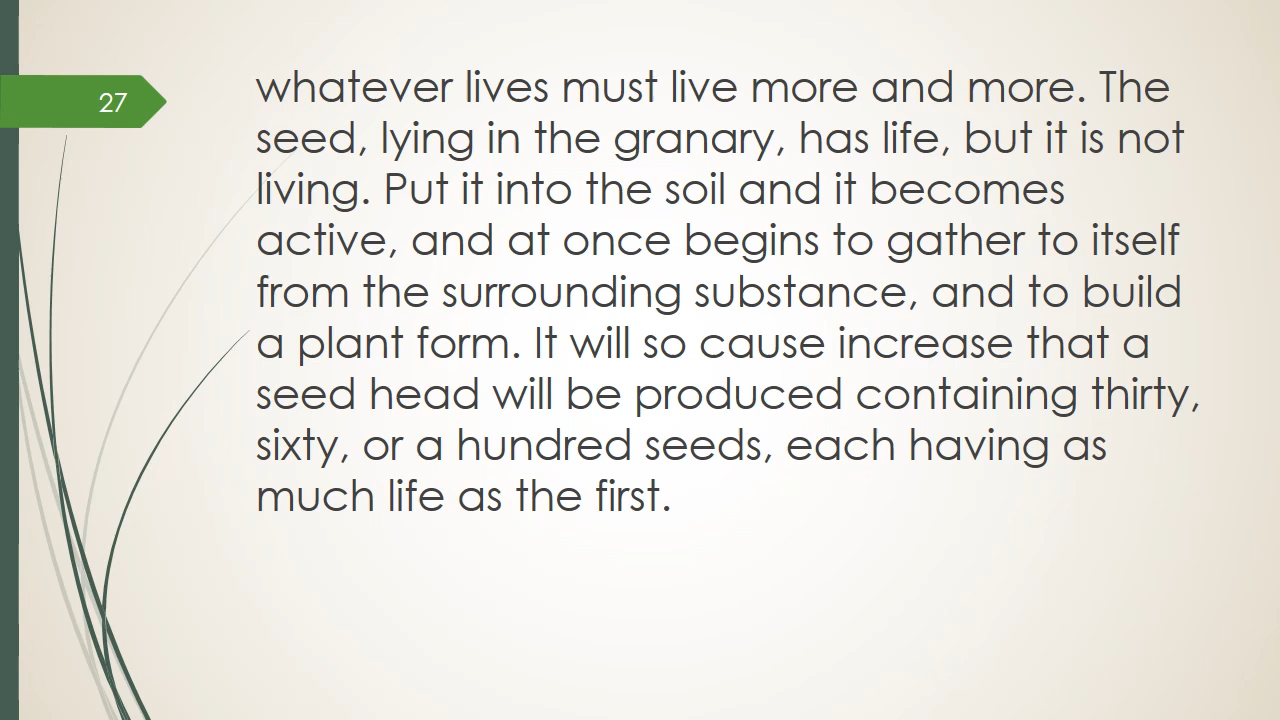 27
whatever lives must live more and more. The
seed, lying in the granary, has life, but it is not
living. Put it into the soil and it becomes
active, and at once begins to gather to itself
from the surrounding substance, and to build
a plant form. It will so cause increase that a
seed head will be produced containing thirty,
sixty, or a hundred seeds, each having as
much life as the first.